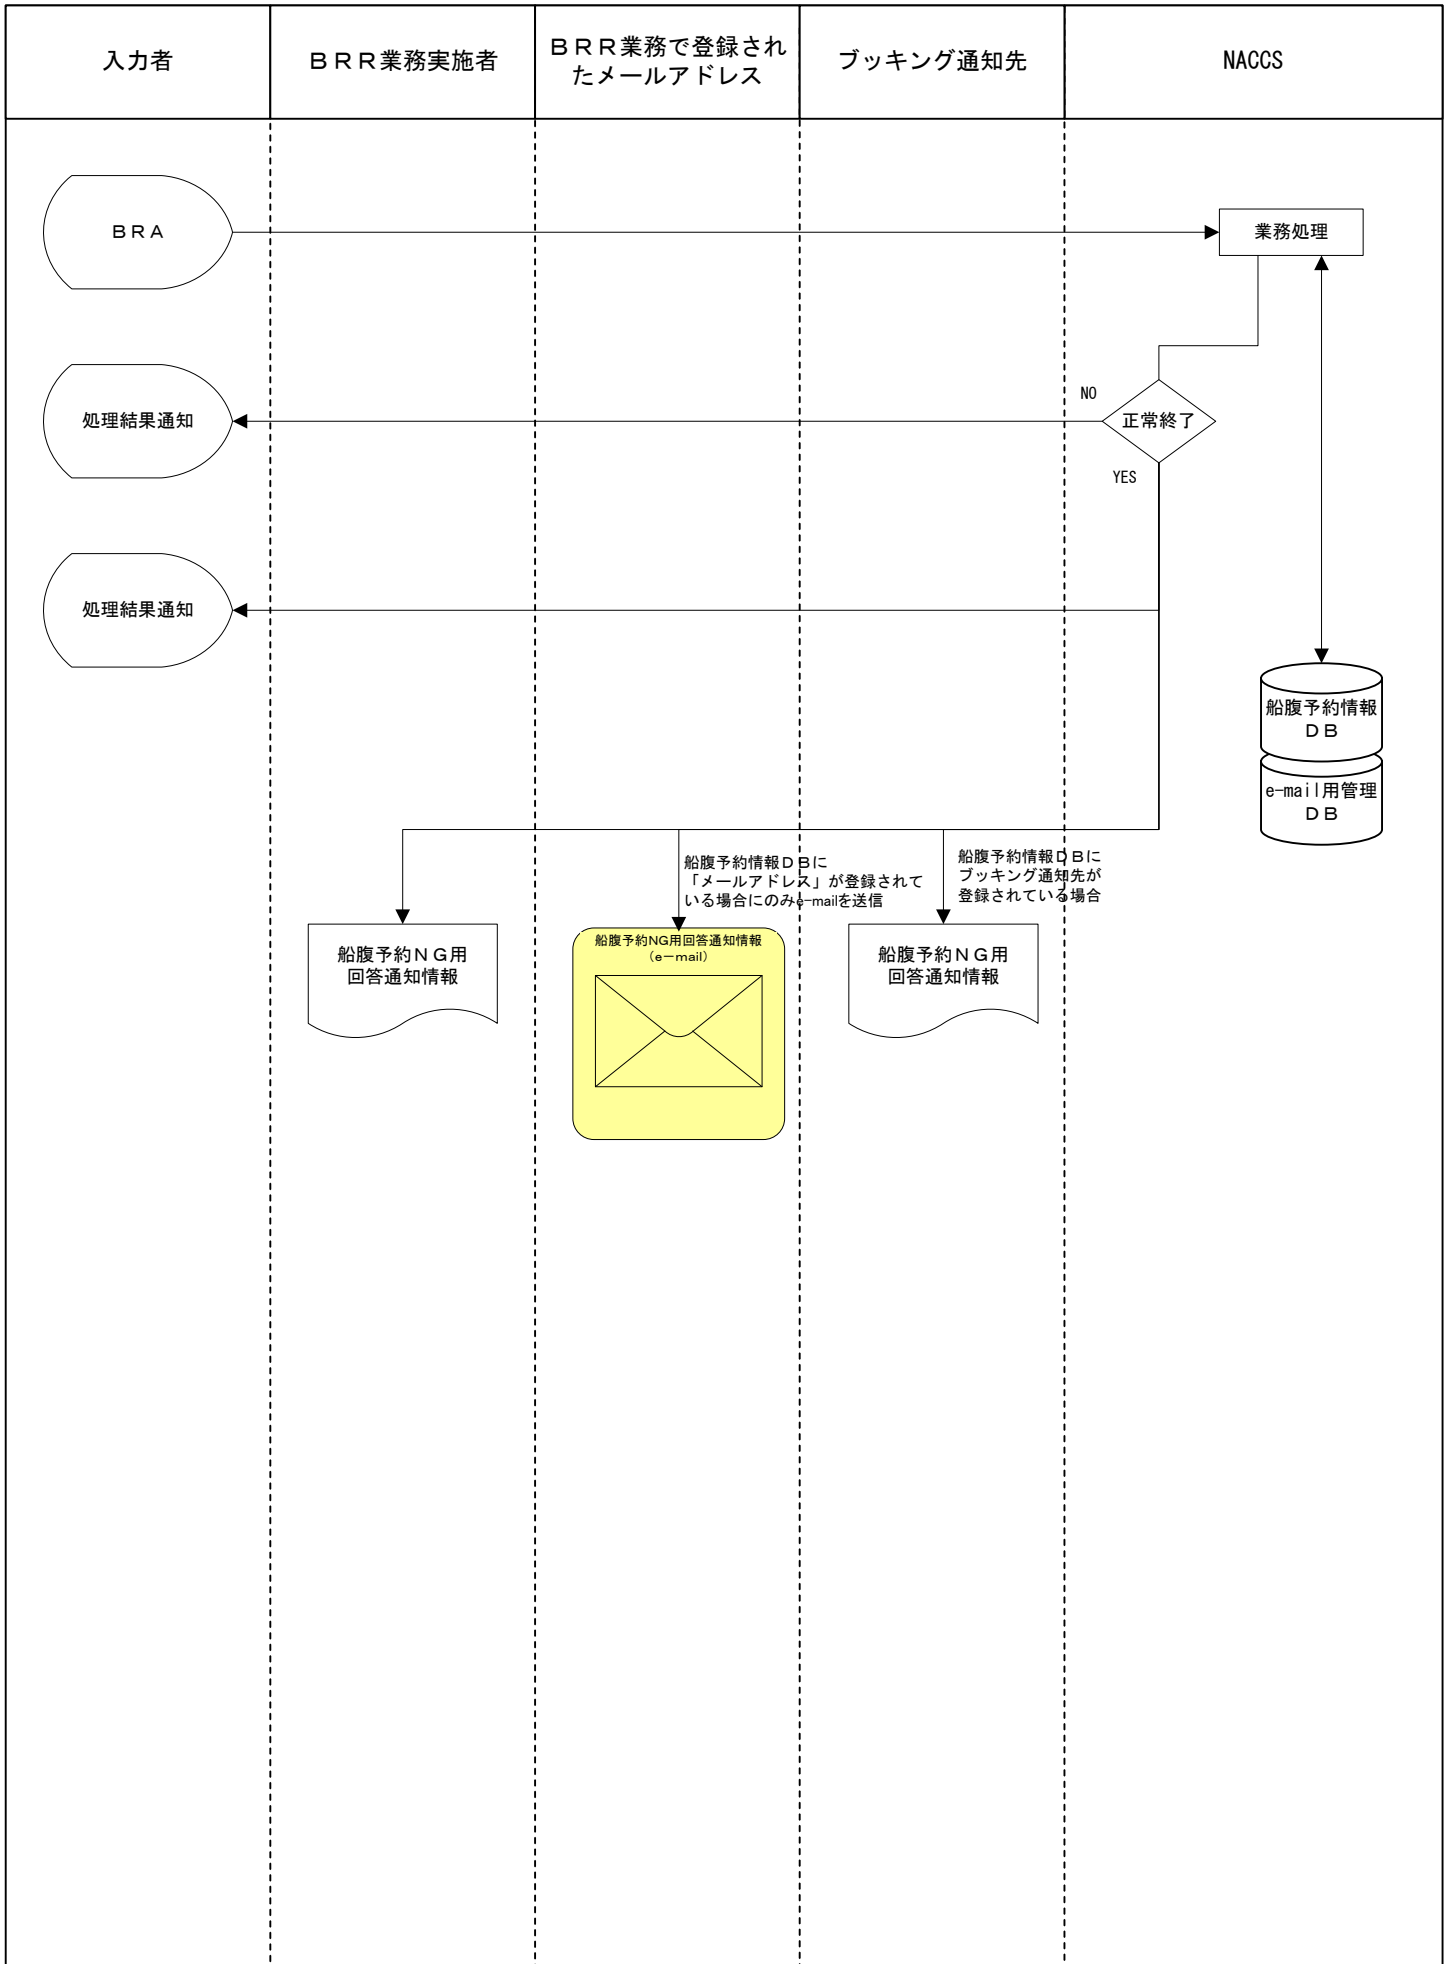 入力者
ＢＲＲ業務実施者
ＢＲＲ業務で登録され
たメールアドレス
ブッキング通知先
NACCS
ＢＲＡ
業務処理
NO
処理結果通知
正常終了
YES
処理結果通知
船腹予約情報
ＤＢ
e-mail用管理
ＤＢ
船腹予約情報ＤＢに
「メールアドレス」が登録されて
いる場合にのみe-mailを送信
船腹予約情報ＤＢに
ブッキング通知先が
登録されている場合
船腹予約ＮＧ用
回答通知情報
船腹予約NG用回答通知情報
（e－mail）
船腹予約ＮＧ用
回答通知情報